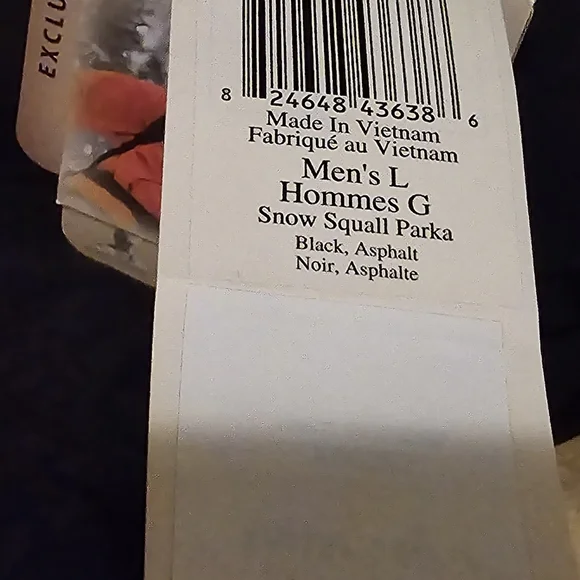 EXCLU
8 24648 43638 6
Made In Vietnam
Fabriqué au Vietnam
Men's L
Hommes G
Snow Squall Parka
Black, Asphalt
Noir, Asphalte